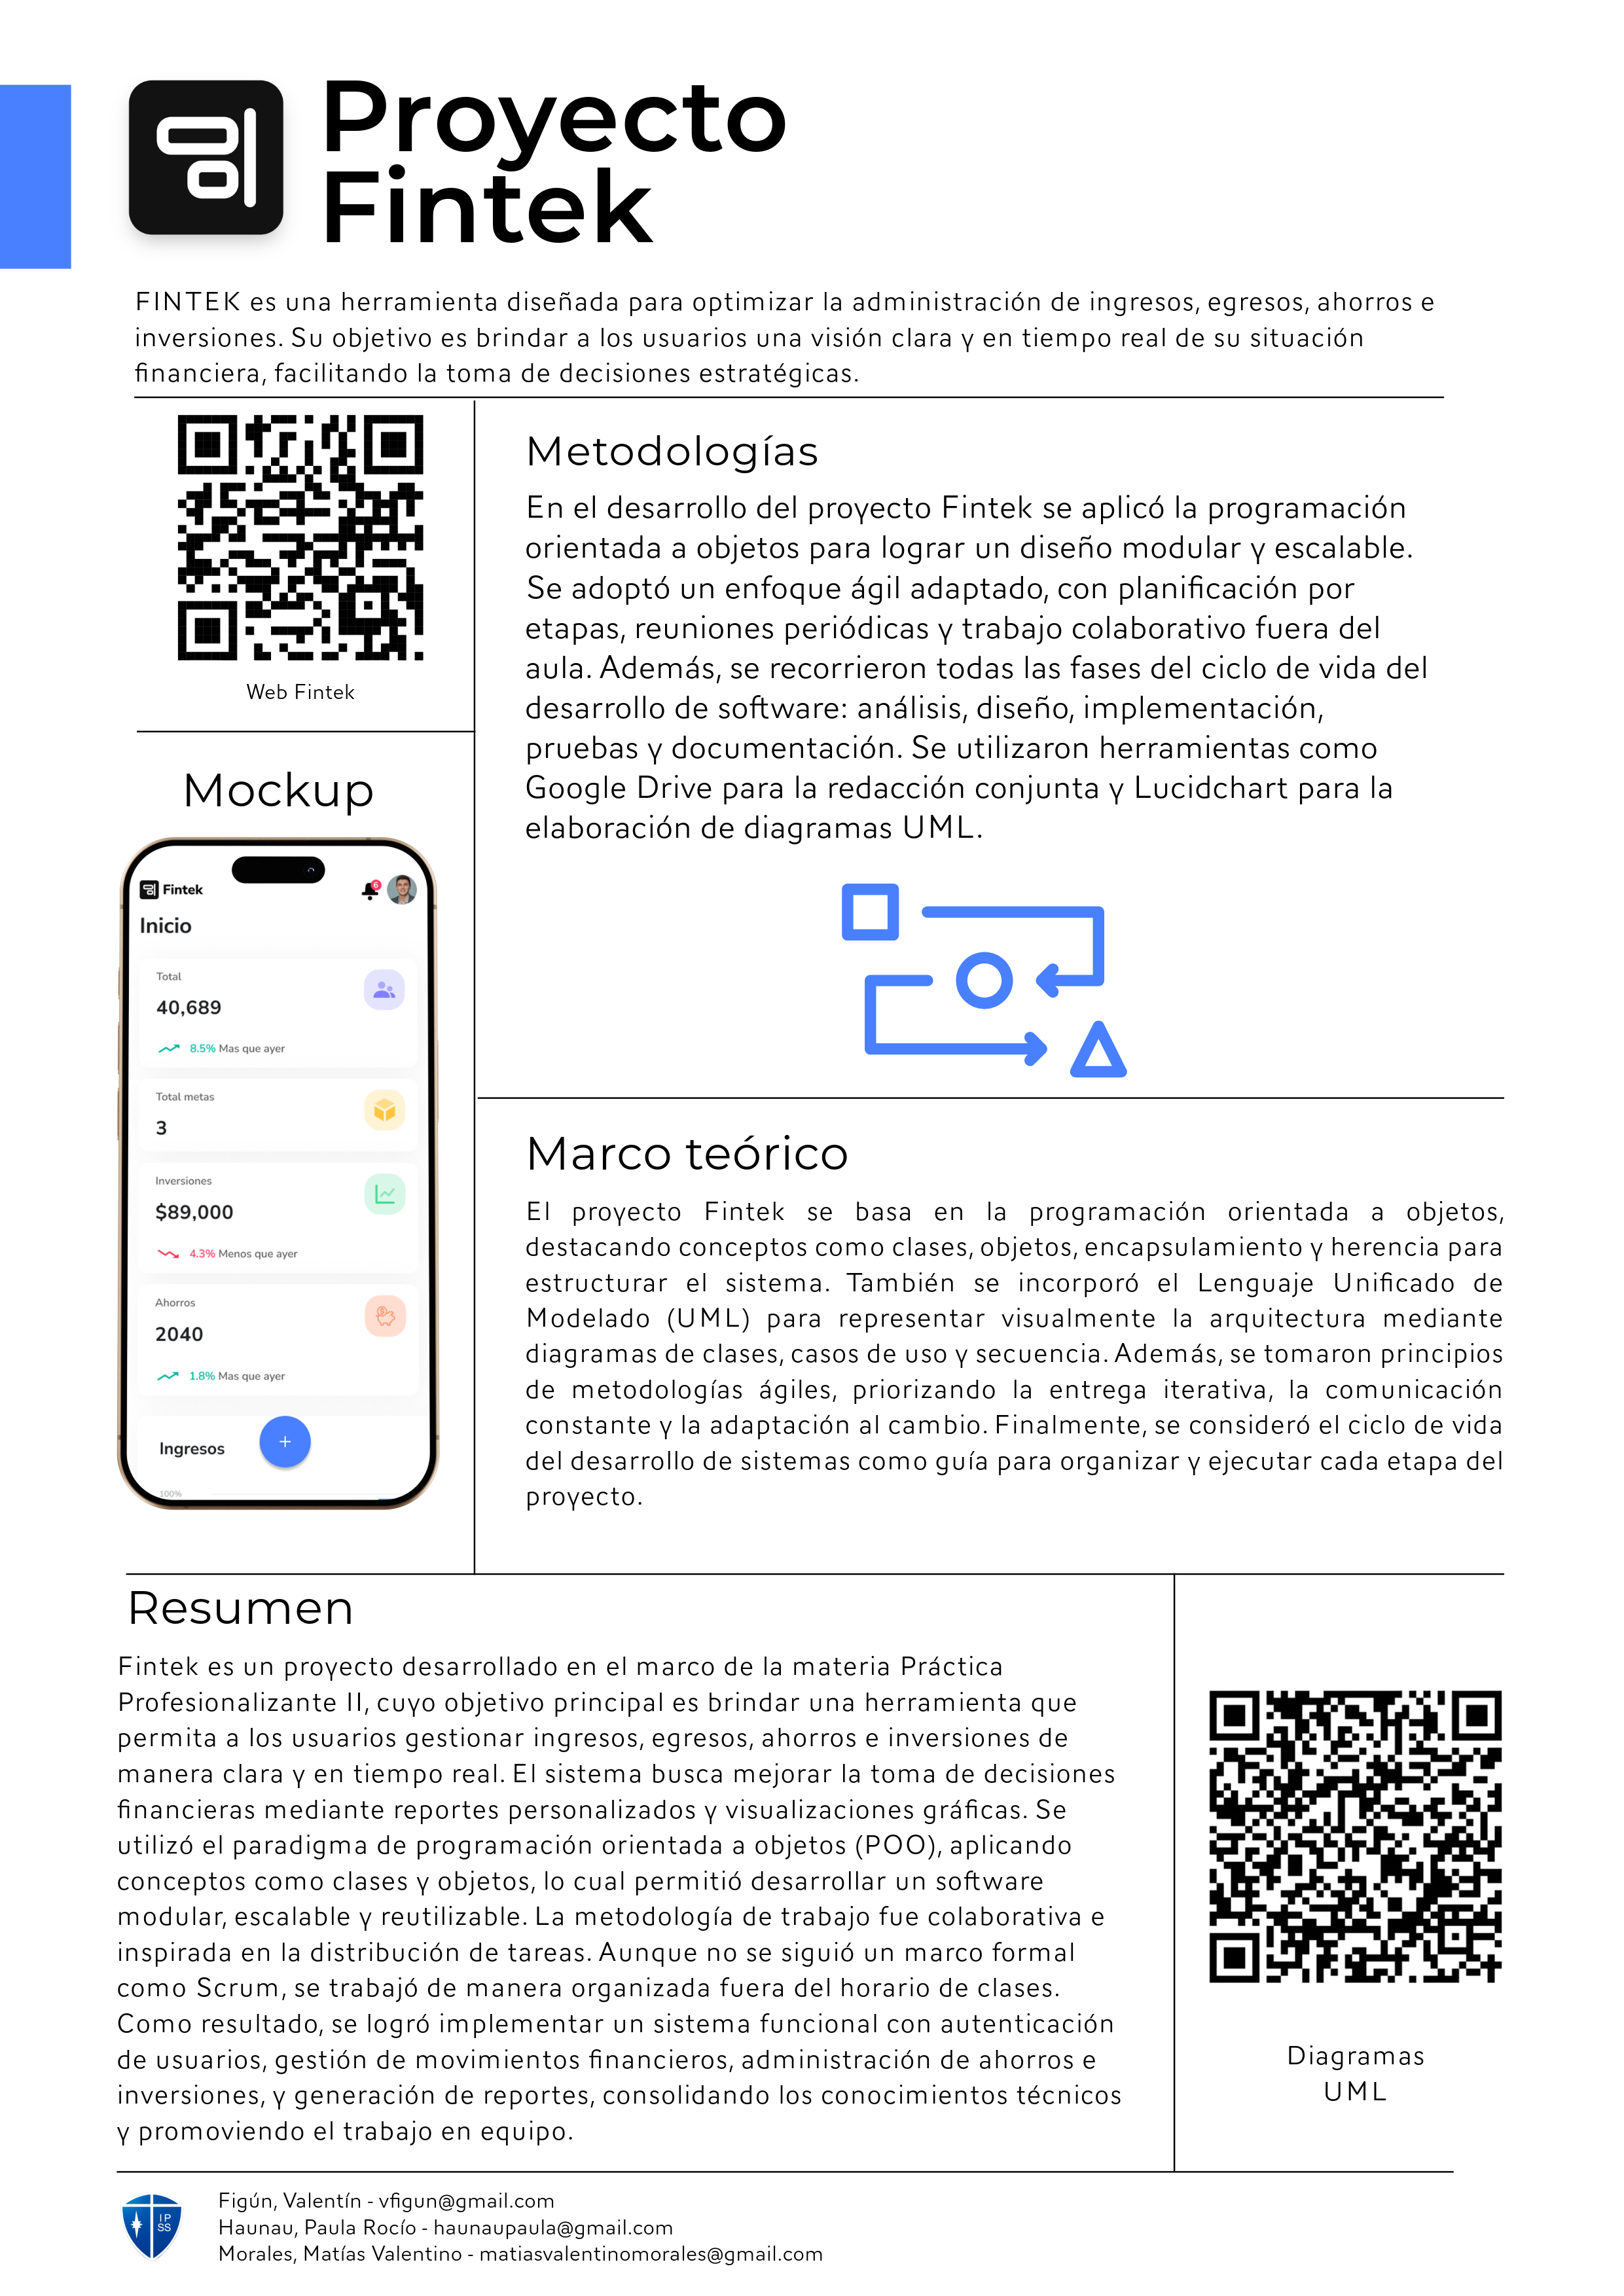 Proyecto
Fintek
FINTEK es una herramienta diseñada para optimizar la administración de ingresos, egresos, ahorros e
inversiones. Su objetivo es brindar a los usuarios una visión clara y en tiempo real de su situación
financiera, facilitando la toma de decisiones estratégicas.
Web Fintek
Metodologías
En el desarrollo del proyecto Fintek se aplicó la programación
orientada a objetos para lograr un diseño modular y escalable.
Se adoptó un enfoque ágil adaptado, con planificación por
etapas, reuniones periódicas y trabajo colaborativo fuera del
aula. Además, se recorrieron todas las fases del ciclo de vida del
desarrollo de software: análisis, diseño, implementación,
pruebas y documentación. Se utilizaron herramientas como
Google Drive para la redacción conjunta y Lucidchart para la
elaboración de diagramas UML.
Mockup
Fintek
6
Inicio
Total
40,689
8.5% Mas que ayer
Total metas
3
Inversiones
$89,000
4.3% Menos que ayer
Ahorros
2040
1.8% Mas que ayer
Ingresos
+
100%
Marco teórico
El proyecto Fintek se basa en la programación orientada a objetos,
destacando conceptos como clases, objetos, encapsulamiento y herencia para
estructurar el sistema. También se incorporó el Lenguaje Unificado de
Modelado (UML) para representar visualmente la arquitectura mediante
diagramas de clases, casos de uso y secuencia. Además, se tomaron principios
de metodologías ágiles, priorizando la entrega iterativa, la comunicación
constante y la adaptación al cambio. Finalmente, se consideró el ciclo de vida
del desarrollo de sistemas como guía para organizar y ejecutar cada etapa del
proyecto.
Resumen
Fintek es un proyecto desarrollado en el marco de la materia Práctica
Profesionalizante II, cuyo objetivo principal es brindar una herramienta que
permita a los usuarios gestionar ingresos, egresos, ahorros e inversiones de
manera clara y en tiempo real. El sistema busca mejorar la toma de decisiones
financieras mediante reportes personalizados y visualizaciones gráficas. Se
utilizó el paradigma de programación orientada a objetos (POO), aplicando
conceptos como clases y objetos, lo cual permitió desarrollar un software
modular, escalable y reutilizable. La metodología de trabajo fue colaborativa e
inspirada en la distribución de tareas. Aunque no se siguió un marco formal
como Scrum, se trabajó de manera organizada fuera del horario de clases.
Como resultado, se logró implementar un sistema funcional con autenticación
de usuarios, gestión de movimientos financieros, administración de ahorros e
inversiones, y generación de reportes, consolidando los conocimientos técnicos
y promoviendo el trabajo en equipo.
Diagramas
UML
IP
SS
Figún, Valentín - vfigun@gmail.com
Haunau, Paula Rocío - haunaupaula@gmail.com
Morales, Matías Valentino - matiasvalentinomorales@gmail.com